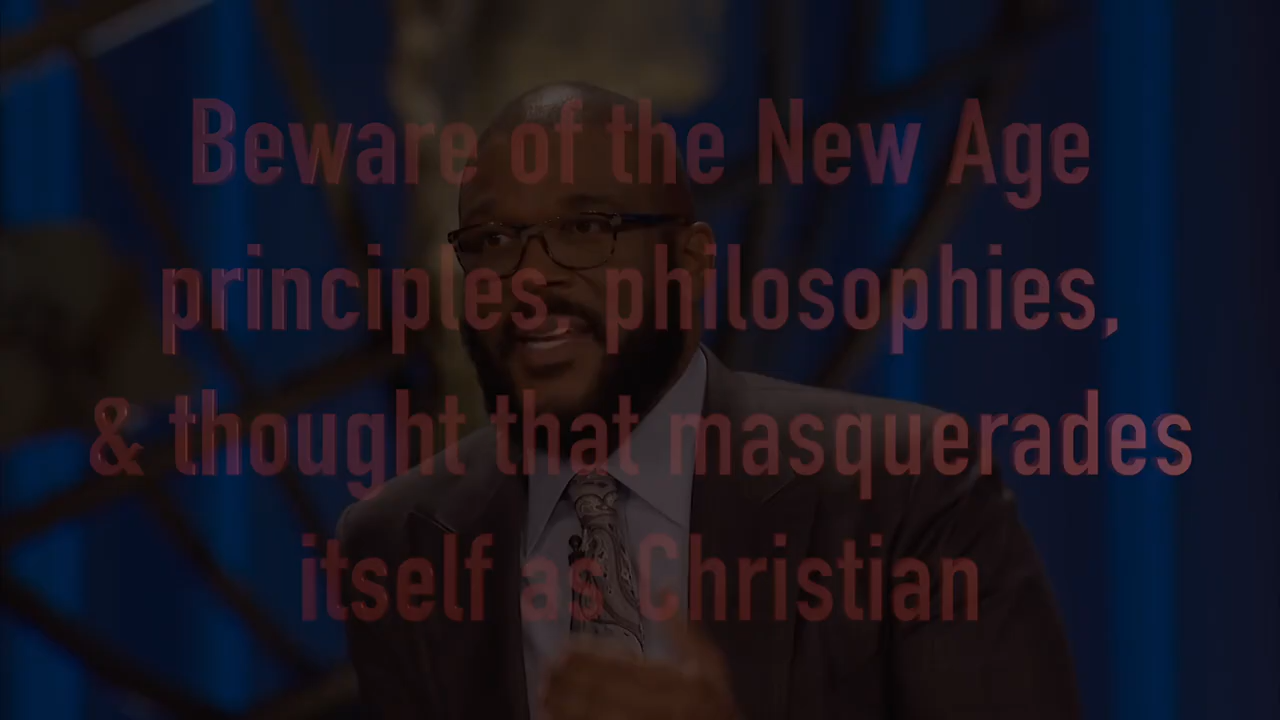 Beware of the New Age
principles, philosophies,
& thought that masquerades
itself as Christian